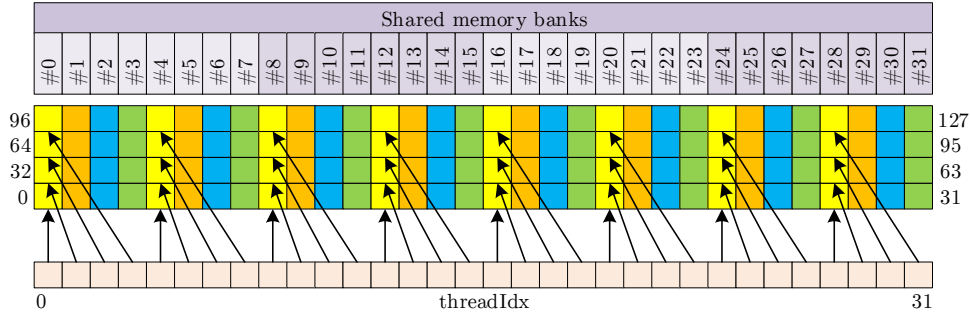 Shared memory banks
#0 #1 #2 #3 #4 #5 #6 #7 #8 #9 #10 #11 #12 #13 #14 #15 #16 #17 #18 #19 #20 #21 #22 #23 #24 #25 #26 #27 #28 #29 #30 #31
96 127
64 95
32 63
0 31
0 threadIdx 31